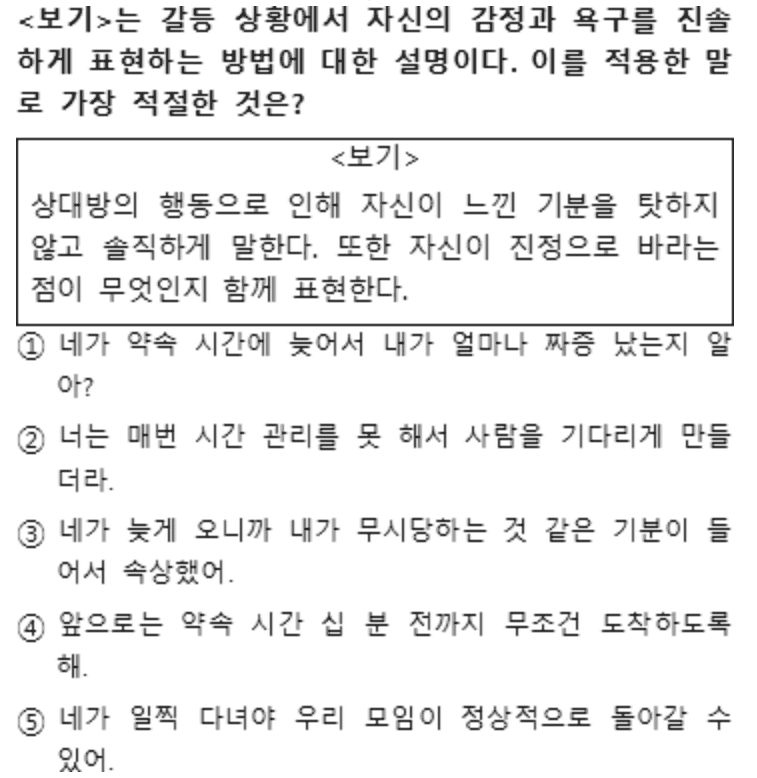 <보기>는 갈등 상황에서 자신의 감정과 욕구를 진솔
하게 표현하는 방법에 대한 설명이다. 이를 적용한 말
로 가장 적절한 것은?
<보기>
상대방의 행동으로 인해 자신이 느낀 기분을 탓하지
않고 솔직하게 말한다. 또한 자신이 진정으로 바라는
점이 무엇인지 함께 표현한다.
① 네가 약속 시간에 늦어서 내가 얼마나 짜증 났는지 알
아?
② 너는 매번 시간 관리를 못 해서 사람을 기다리게 만들
더라.
③ 네가 늦게 오니까 내가 무시당하는 것 같은 기분이 들
어서 속상했어.
④ 앞으로는 약속 시간 십 분 전까지 무조건 도착하도록
해.
⑤ 네가 일찍 다녀야 우리 모임이 정상적으로 돌아갈 수
있어.